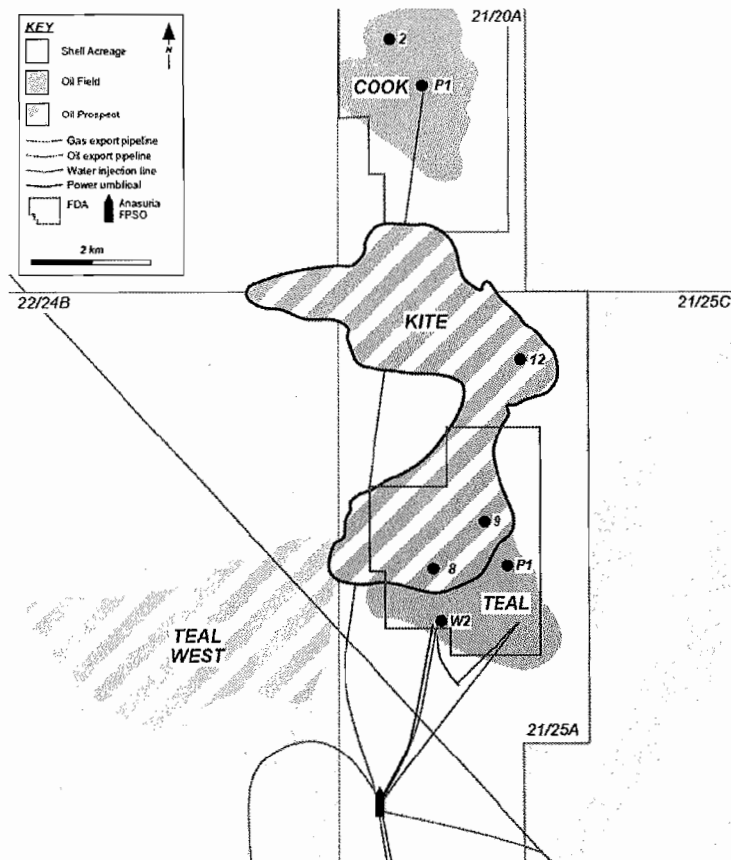 KEY
N
Shell Acreage
Oil Field
Oil Prospect
Gas export pipeline
Oil export pipeline
Water injection line
Power umbilical
FDA
Anasuria
FPSO
2 km
21/20A
2
COOK
P1
22/24B
21/25C
KITE
12
9
8
P1
TEAL
W2
TEAL
WEST
21/25A